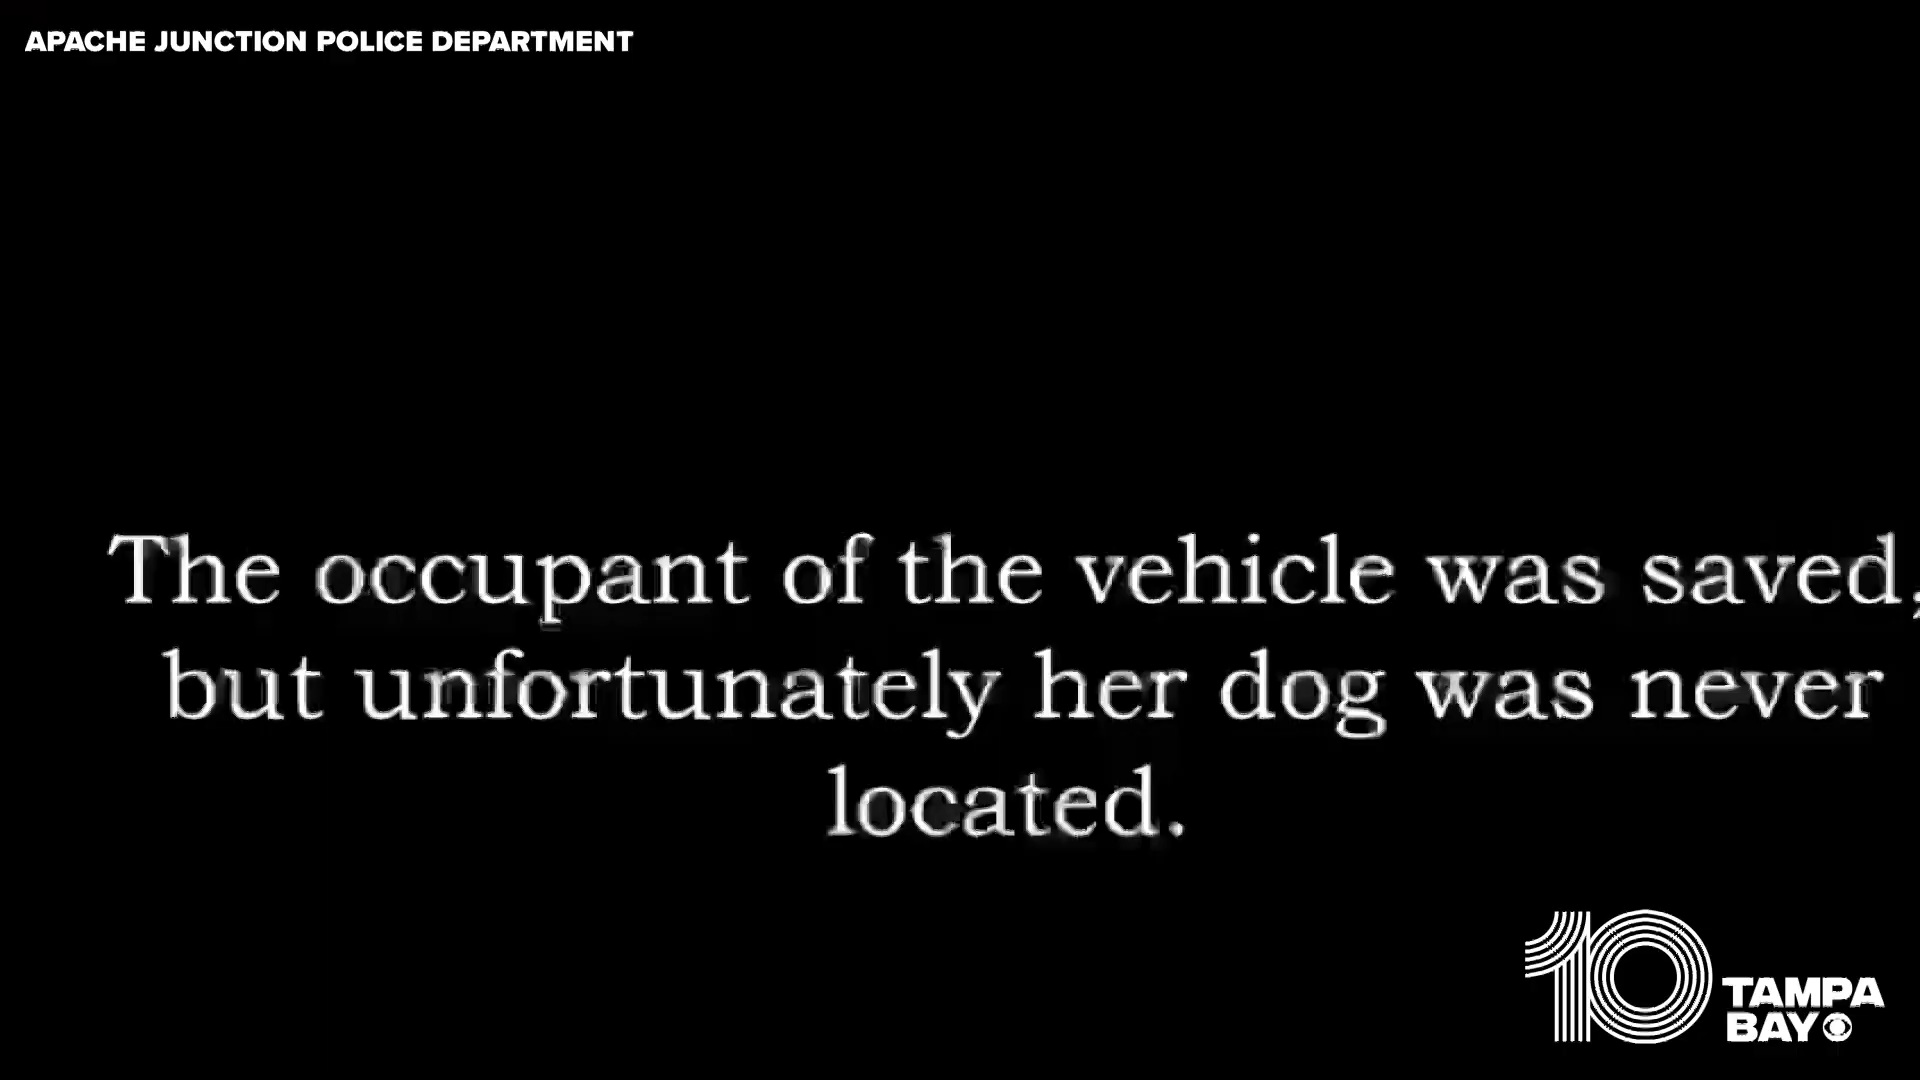 APACHE JUNCTION POLICE DEPARTMENT
The occupant of the vehicle was saved,
but unfortunately her dog was never
located.
10 TAMPA
BAY